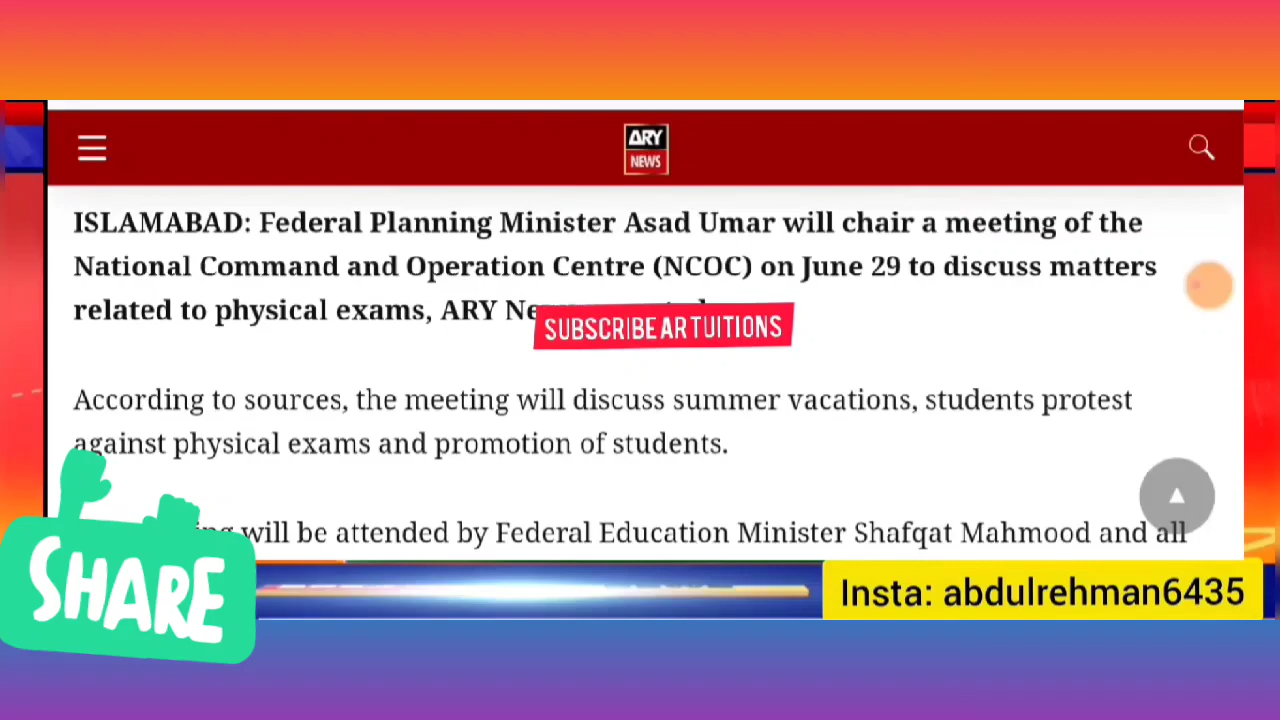 ARY
NEWS
ISLAMABAD: Federal Planning Minister Asad Umar will chair a meeting of the
National Command and Operation Centre (NCOC) on June 29 to discuss matters
related to physical exams, ARY
SUBSCRIBE AR TUITIONS
According to sources, the meeting will discuss summer vacations, students protest
against physical exams and promotion of students.
will be attended by Federal Education Minister Shafqat Mahmood and all
SHARE
Insta: abdulrehman6435